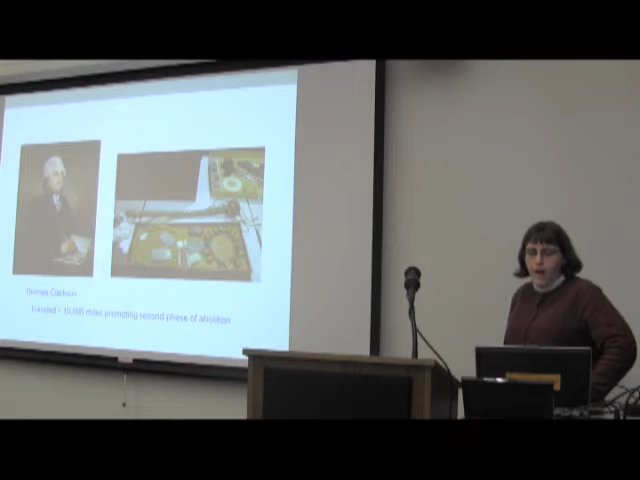 Thomas Clarkson
Traveled ~ 10,000 miles promoting second phase of abolition